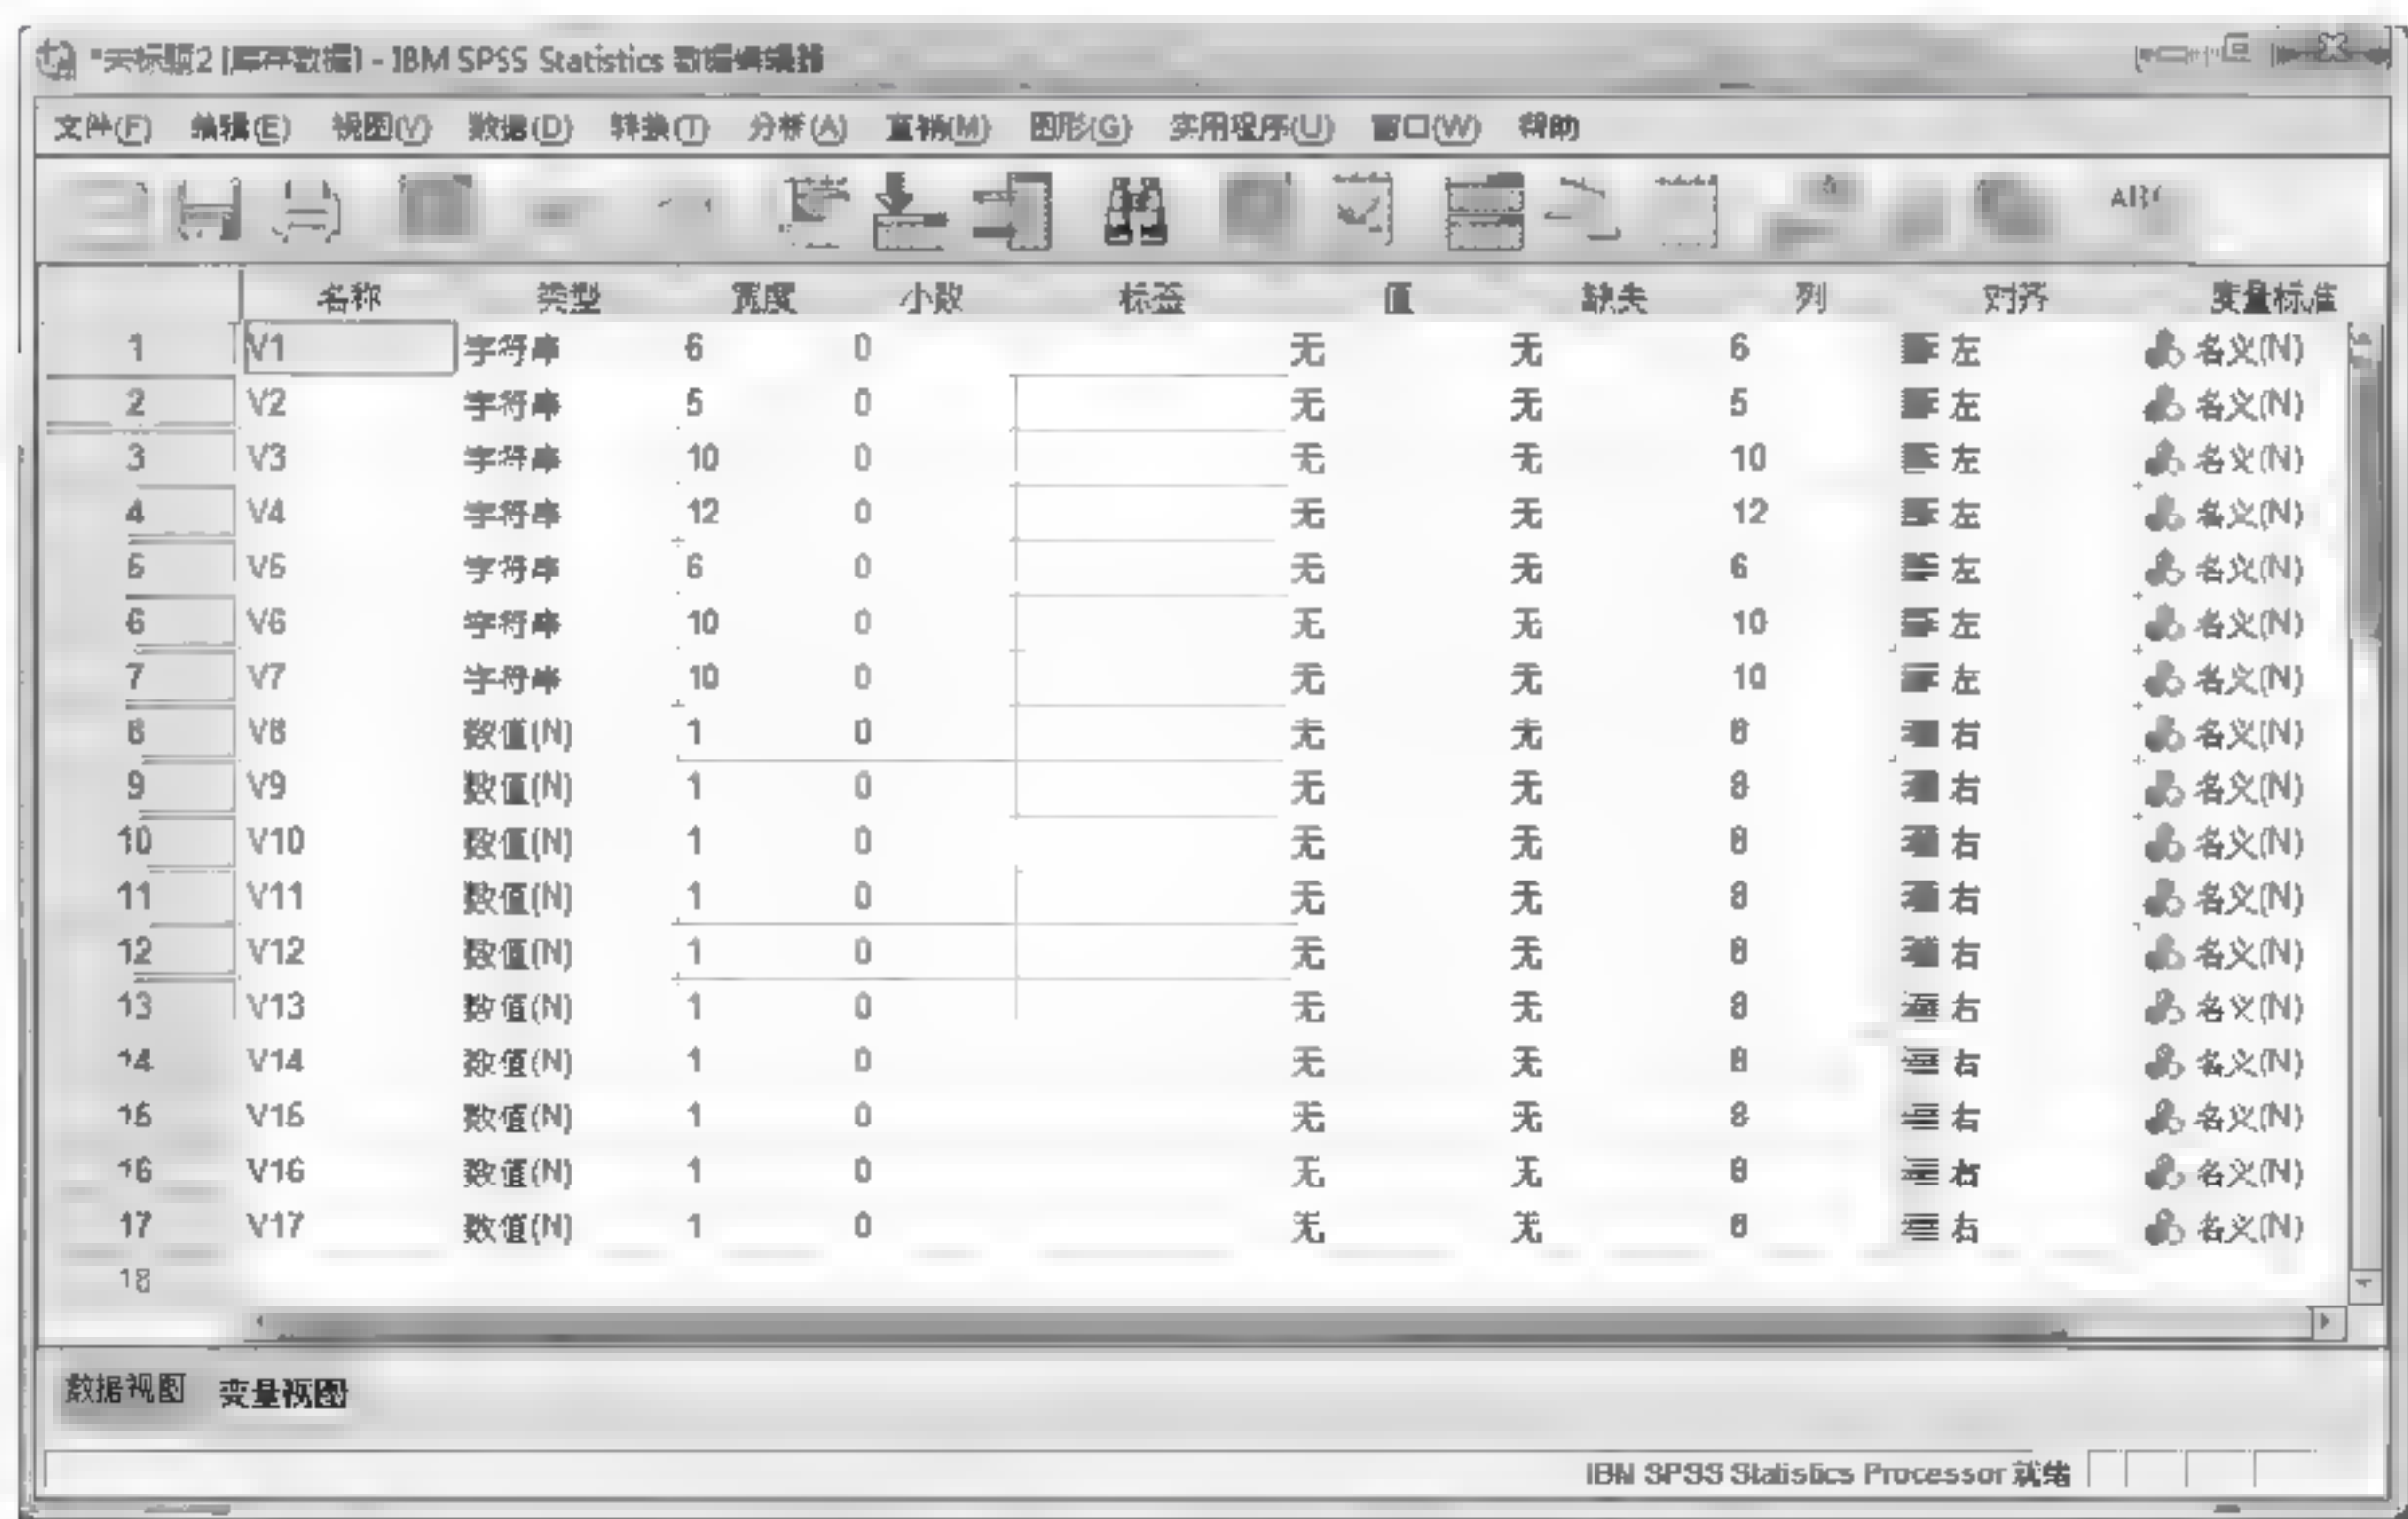 *未标题2 [库存数据] - IBM SPSS Statistics 数据编辑器
文件(F) 编辑(E) 视图(V) 数据(D) 转换(T) 分析(A) 直销(M) 图形(G) 实用程序(U) 窗口(W) 帮助
名称 类型 宽度 小数 标签 值 缺失 列 对齐 变量标准
1 V1 字符串 6 0 无 无 6 左 名义(N)
2 V2 字符串 5 0 无 无 5 左 名义(N)
3 V3 字符串 10 0 无 无 10 左 名义(N)
4 V4 字符串 12 0 无 无 12 左 名义(N)
5 V5 字符串 6 0 无 无 6 左 名义(N)
6 V6 字符串 10 0 无 无 10 左 名义(N)
7 V7 字符串 10 0 无 无 10 左 名义(N)
8 V8 数值(N) 1 0 无 无 8 右 名义(N)
9 V9 数值(N) 1 0 无 无 8 右 名义(N)
10 V10 数值(N) 1 0 无 无 8 右 名义(N)
11 V11 数值(N) 1 0 无 无 8 右 名义(N)
12 V12 数值(N) 1 0 无 无 8 右 名义(N)
13 V13 数值(N) 1 0 无 无 8 右 名义(N)
14 V14 数值(N) 1 0 无 无 8 右 名义(N)
15 V15 数值(N) 1 0 无 无 8 右 名义(N)
16 V16 数值(N) 1 0 无 无 8 右 名义(N)
17 V17 数值(N) 1 0 无 无 8 右 名义(N)
18
数据视图 变量视图
IBM SPSS Statistics Processor 就绪